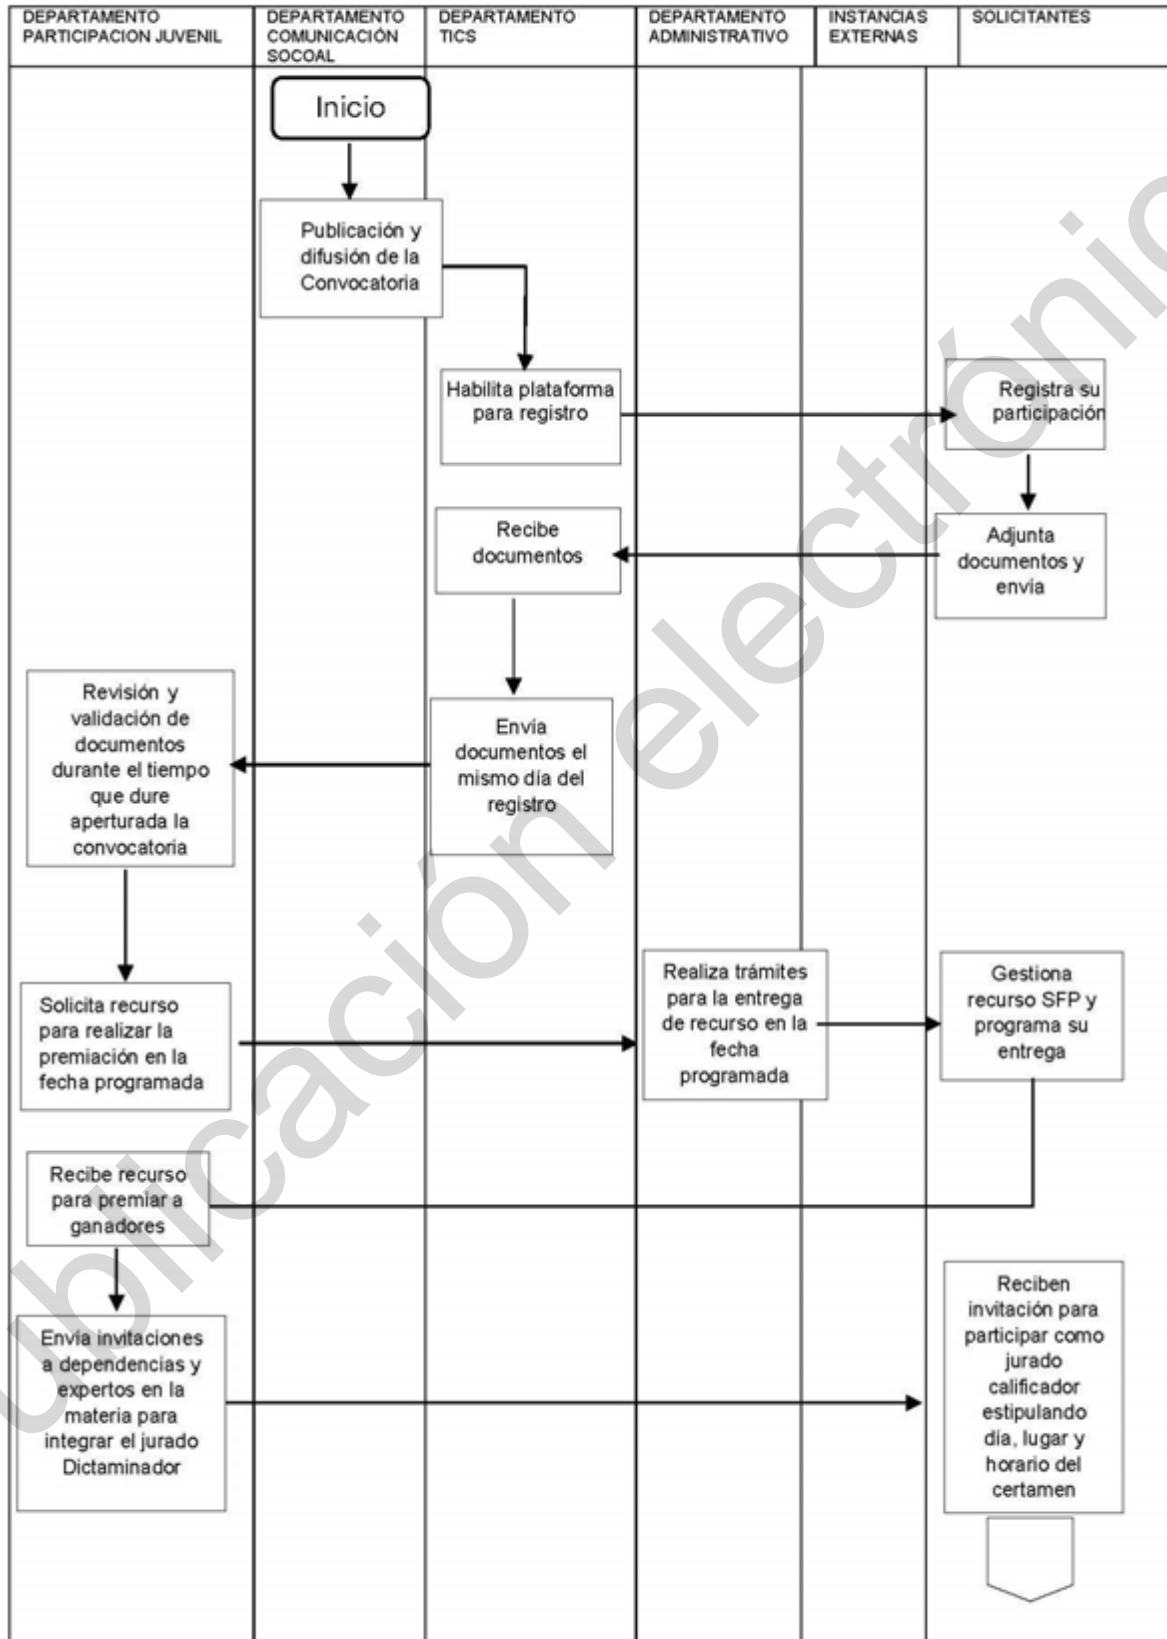 DEPARTAMENTO
PARTICIPACION JUVENIL
DEPARTAMENTO
COMUNICACIÓN
SOCOAL
DEPARTAMENTO
TICS
DEPARTAMENTO
ADMINISTRATIVO
INSTANCIAS
EXTERNAS
SOLICITANTES
Inicio
Publicación y
difusión de la
Convocatoria
Habilita plataforma
para registro
Registra su
participación
Adjunta
documentos y
envía
Recibe
documentos
Envía
documentos el
mismo día del
registro
Revisión y
validación de
documentos
durante el tiempo
que dure
aperturada la
convocatoria
Solicita recurso
para realizar la
premiación en la
fecha programada
Realiza trámites
para la entrega
de recurso en la
fecha
programada
Gestiona
recurso SFP y
programa su
entrega
Recibe recurso
para premiar a
ganadores
Envía invitaciones
a dependencias y
expertos en la
materia para
integrar el jurado
Dictaminador
Reciben
invitación para
participar como
jurado
calificador
estipulando
día, lugar y
horario del
certamen
ublicación electrónic